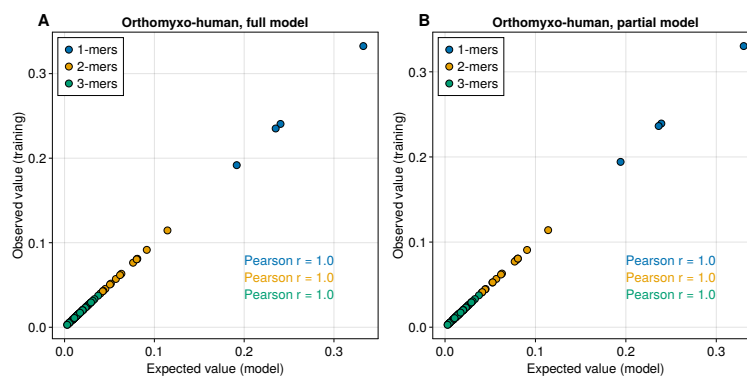 A
Orthomyxo-human, full model
1-mers
2-mers
3-mers
Pearson r = 1.0
Pearson r = 1.0
Pearson r = 1.0
0.3
0.2
0.1
0.0
0.0
0.1
0.2
0.3
Observed value (training)
Expected value (model)
B
Orthomyxo-human, partial model
1-mers
2-mers
3-mers
Pearson r = 1.0
Pearson r = 1.0
Pearson r = 1.0
0.3
0.2
0.1
0.0
0.0
0.1
0.2
0.3
Observed value (training)
Expected value (model)